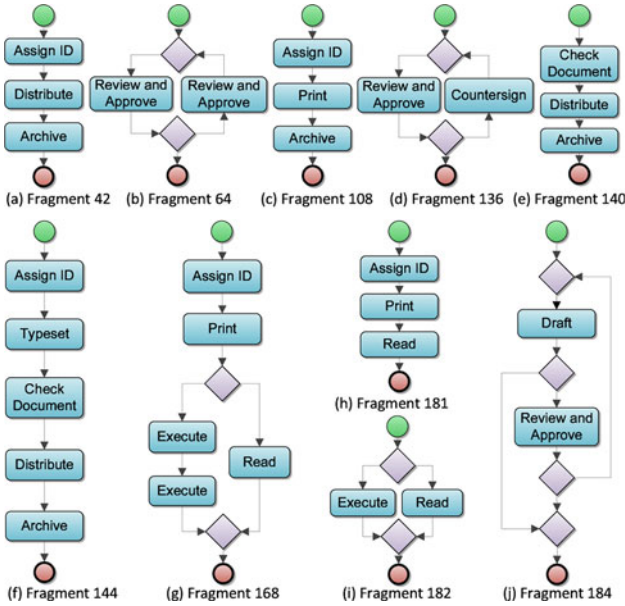 Assign ID
Distribute
Archive
(a) Fragment 42
Review and
Approve
Review and
Approve
(b) Fragment 64
Assign ID
Print
Archive
(c) Fragment 108
Review and
Approve
Countersign
(d) Fragment 136
Check
Document
Distribute
Archive
(e) Fragment 140
Assign ID
Typeset
Check
Document
Distribute
Archive
(f) Fragment 144
Assign ID
Print
Execute
Execute
Read
(g) Fragment 168
Assign ID
Print
Read
(h) Fragment 181
Execute
Read
(i) Fragment 182
Draft
Review and
Approve
(j) Fragment 184